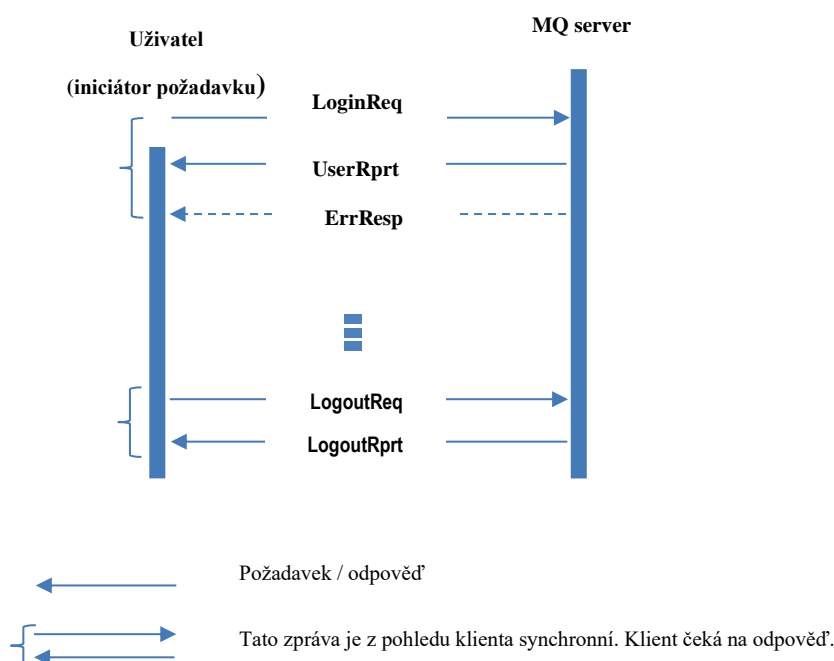 Uživatel
(iniciátor požadavku)
MQ server
LoginReq
UserRprt
ErrResp
LogoutReq
LogoutRprt
Požadavek / odpověď
Tato zpráva je z pohledu klienta synchronní. Klient čeká na odpověď.